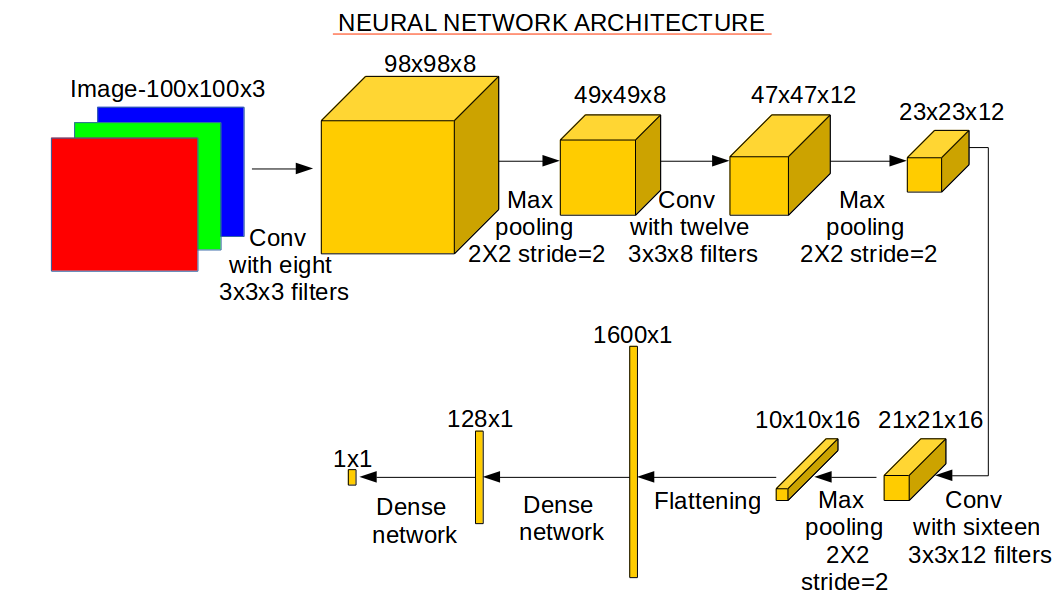 NEURAL NETWORK ARCHITECTURE
Image-100x100x3
98x98x8
49x49x8
47x47x12
23x23x12
Conv
with eight
3x3x3 filters
Max
pooling
2X2 stride=2
Conv
with twelve
3x3x8 filters
Max
pooling
2X2 stride=2
21x21x16
Conv
with sixteen
3x3x12 filters
10x10x16
Max
pooling
2X2
stride=2
1600x1
Flattening
128x1
Dense
network
1x1
Dense
network